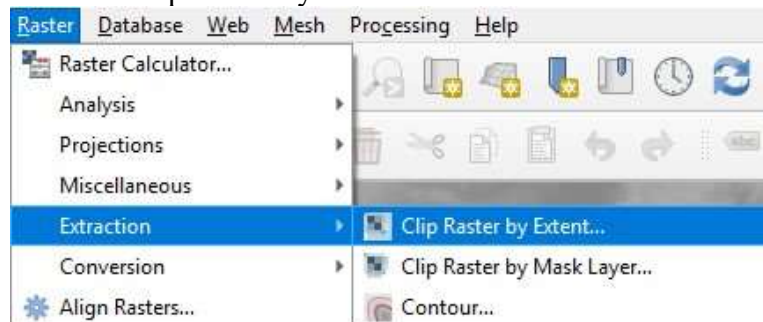 Raster Database Web Mesh Processing Help
Raster Calculator...
Analysis
Projections
Miscellaneous
Extraction
Clip Raster by Extent...
Conversion
Clip Raster by Mask Layer...
Align Rasters...
Contour...
abc